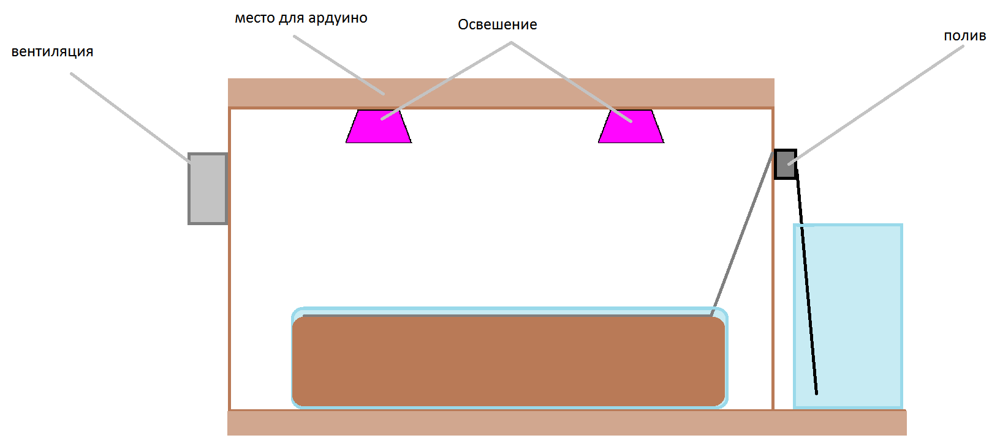 место для ардуино
Освешение
полив
вентиляция